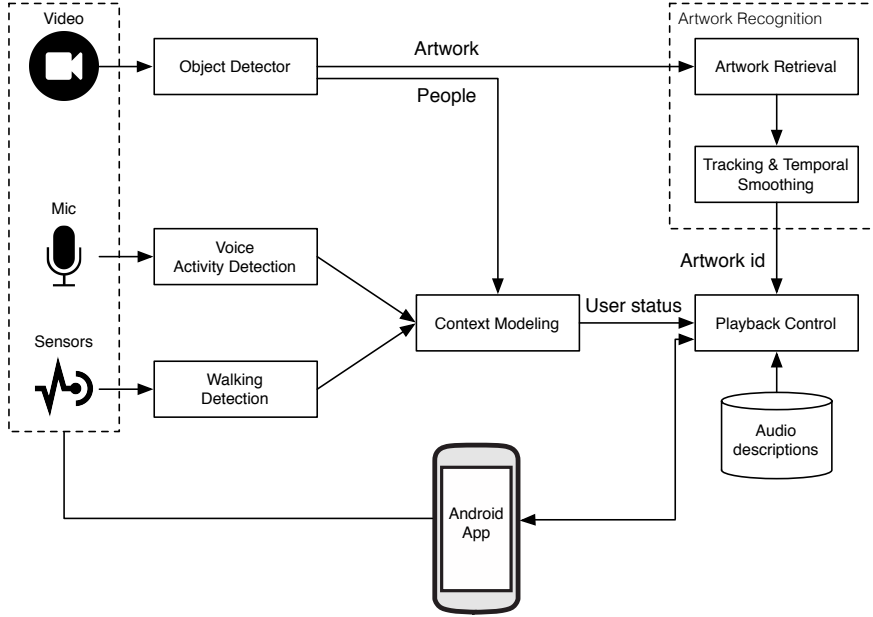 Video
Artwork Recognition
Object Detector
Artwork
People
Artwork Retrieval
Tracking & Temporal
Smoothing
Mic
Voice
Activity Detection
Artwork id
Sensors
Context Modeling
User status
Playback Control
Walking
Detection
Audio
descriptions
Android
App